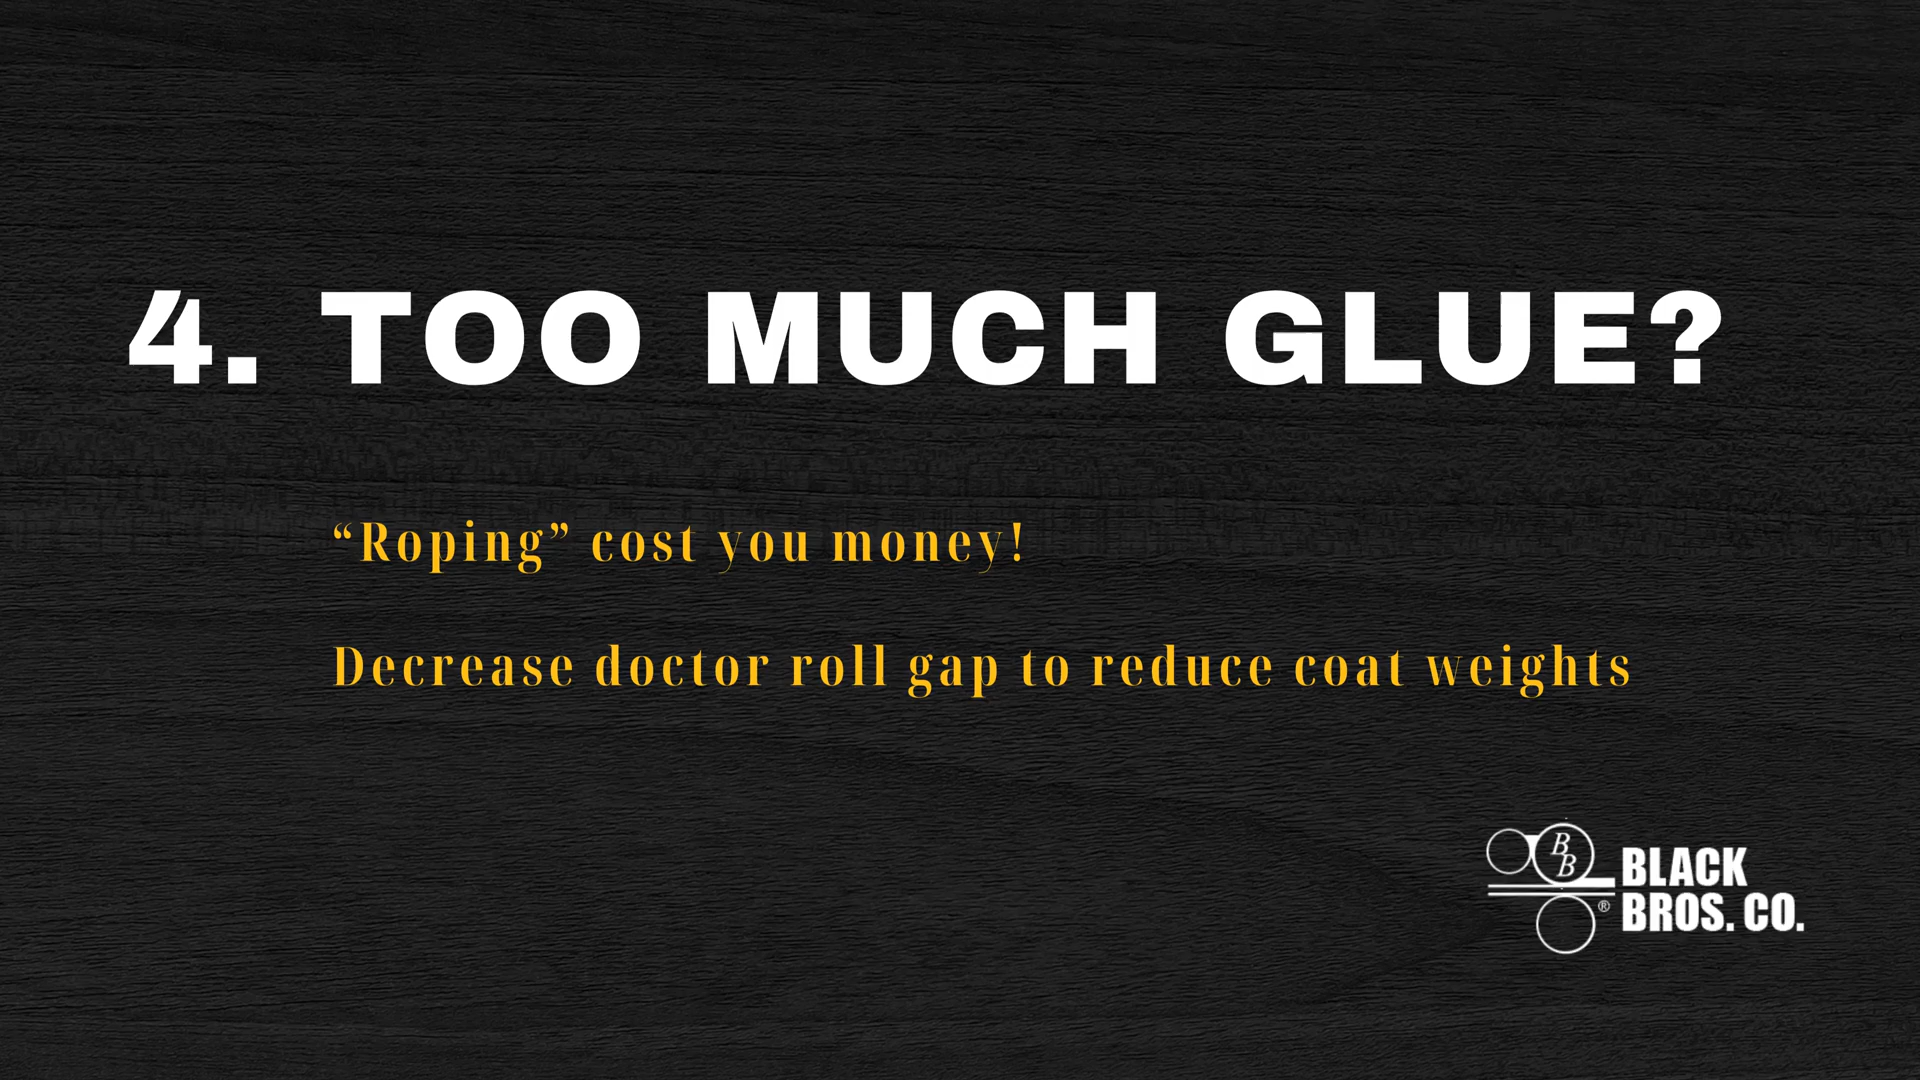 4. TOO MUCH GLUE?
“Roping” cost you money!
Decrease doctor roll gap to reduce coat weights
B
B
®
BLACK
BROS. CO.